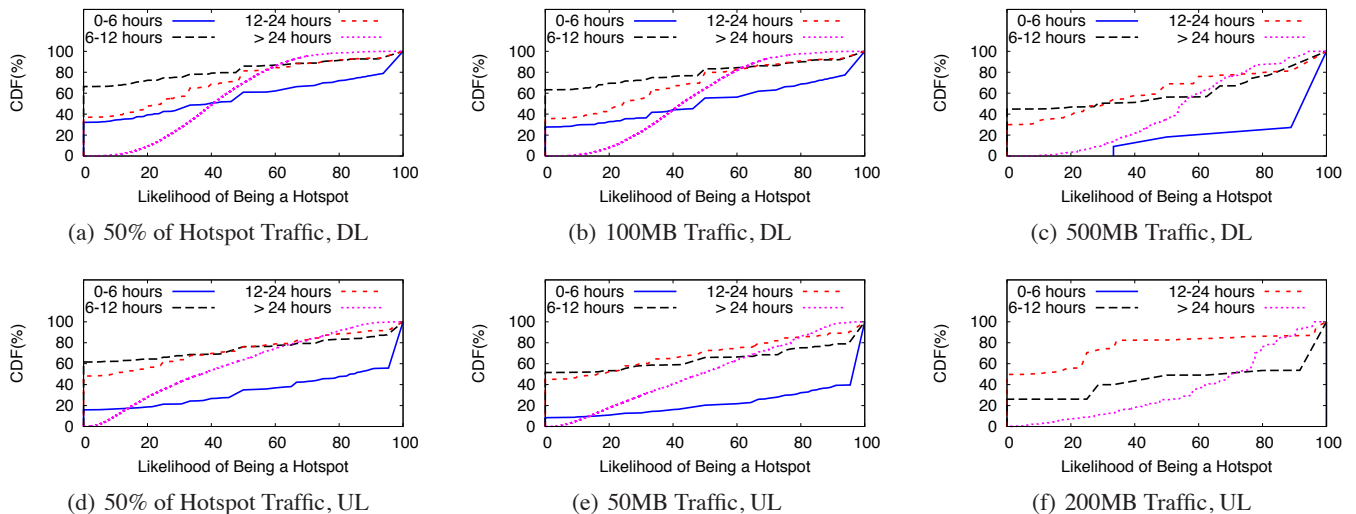 0-6 hours 12-24 hours
6-12 hours > 24 hours
CDF(%)
100
80
60
40
20
0
0 20 40 60 80 100
Likelihood of Being a Hotspot
(a) 50% of Hotspot Traffic, DL
0-6 hours 12-24 hours
6-12 hours > 24 hours
CDF(%)
100
80
60
40
20
0
0 20 40 60 80 100
Likelihood of Being a Hotspot
(b) 100MB Traffic, DL
0-6 hours 12-24 hours
6-12 hours > 24 hours
CDF(%)
100
80
60
40
20
0
0 20 40 60 80 100
Likelihood of Being a Hotspot
(c) 500MB Traffic, DL
0-6 hours 12-24 hours
6-12 hours > 24 hours
CDF(%)
100
80
60
40
20
0
0 20 40 60 80 100
Likelihood of Being a Hotspot
(d) 50% of Hotspot Traffic, UL
0-6 hours 12-24 hours
6-12 hours > 24 hours
CDF(%)
100
80
60
40
20
0
0 20 40 60 80 100
Likelihood of Being a Hotspot
(e) 50MB Traffic, UL
0-6 hours 12-24 hours
6-12 hours > 24 hours
CDF(%)
100
80
60
40
20
0
0 20 40 60 80 100
Likelihood of Being a Hotspot
(f) 200MB Traffic, UL